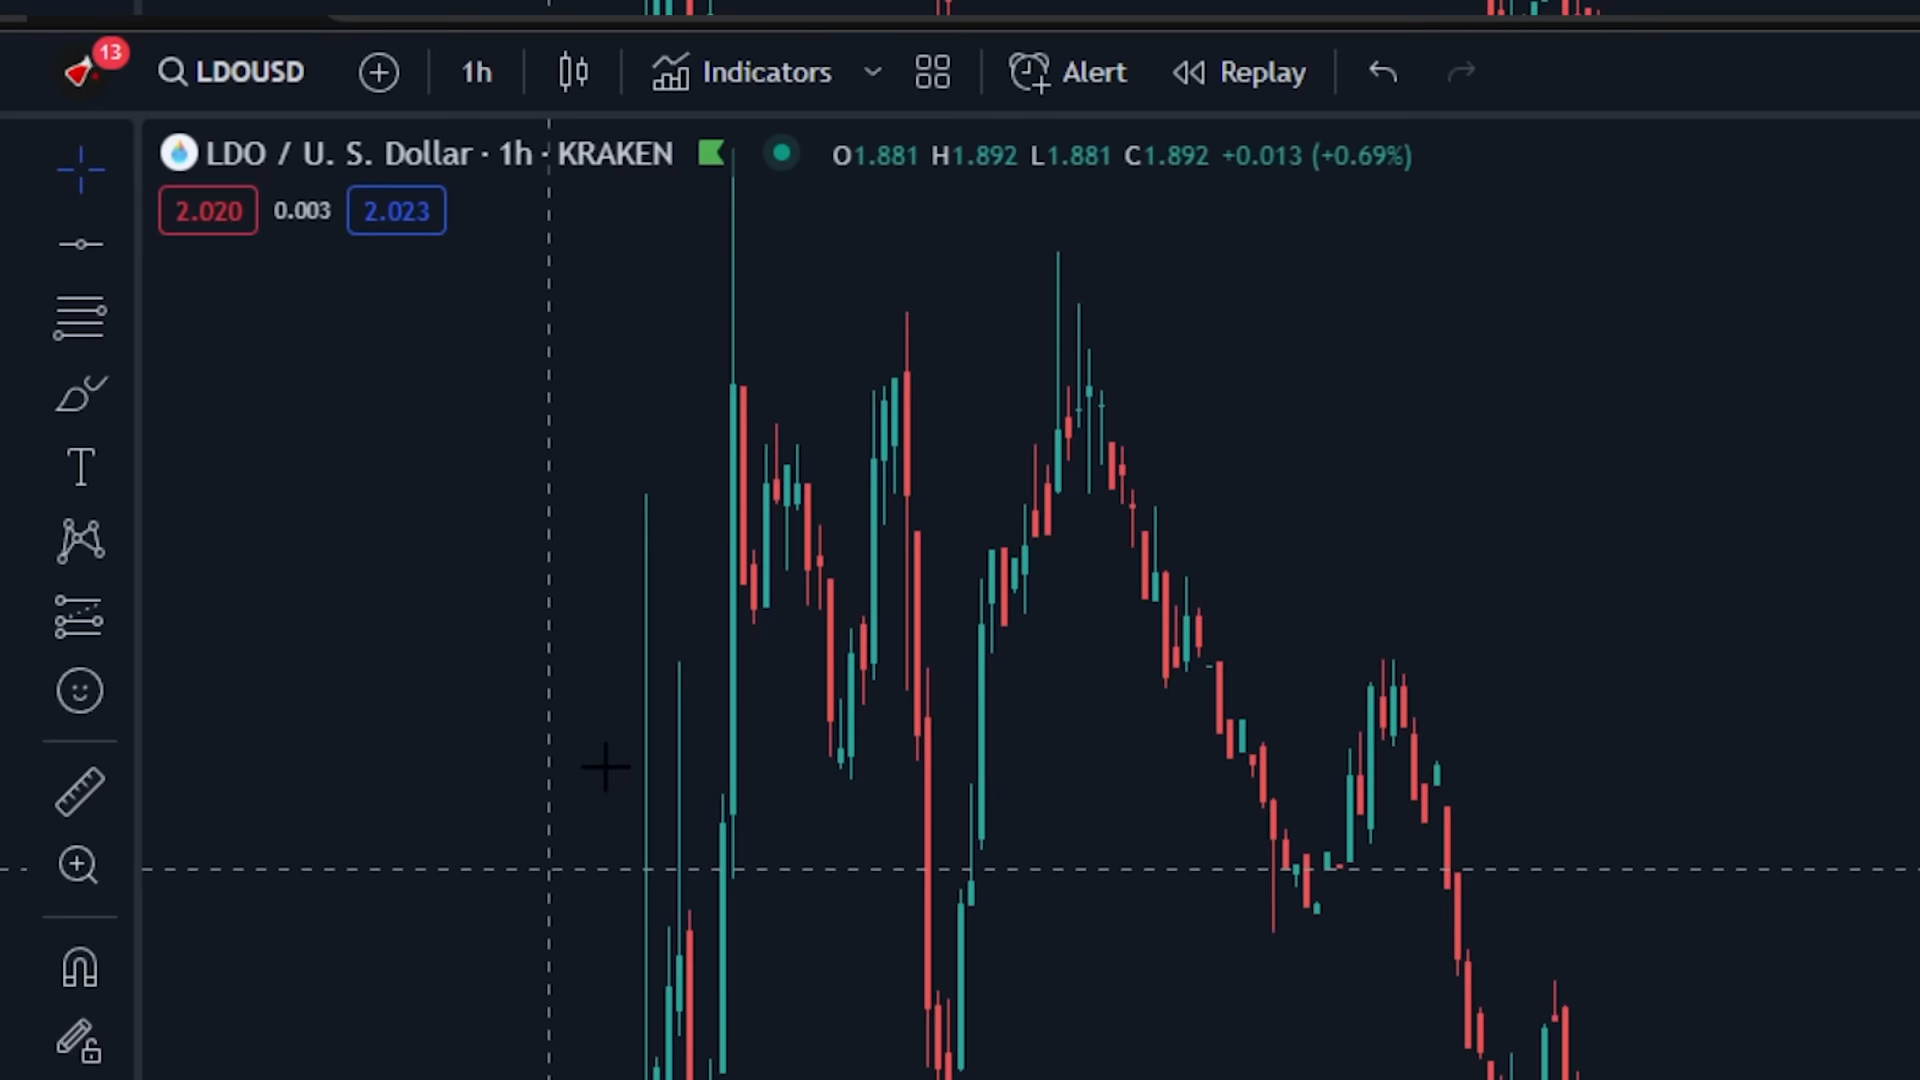 13
LDOUSD
1h
Indicators
Alert
Replay
LDO / U. S. Dollar · 1h · KRAKEN
O1.881 H1.892 L1.881 C1.892 +0.013 (+0.69%)
2.020 0.003 2.023
T